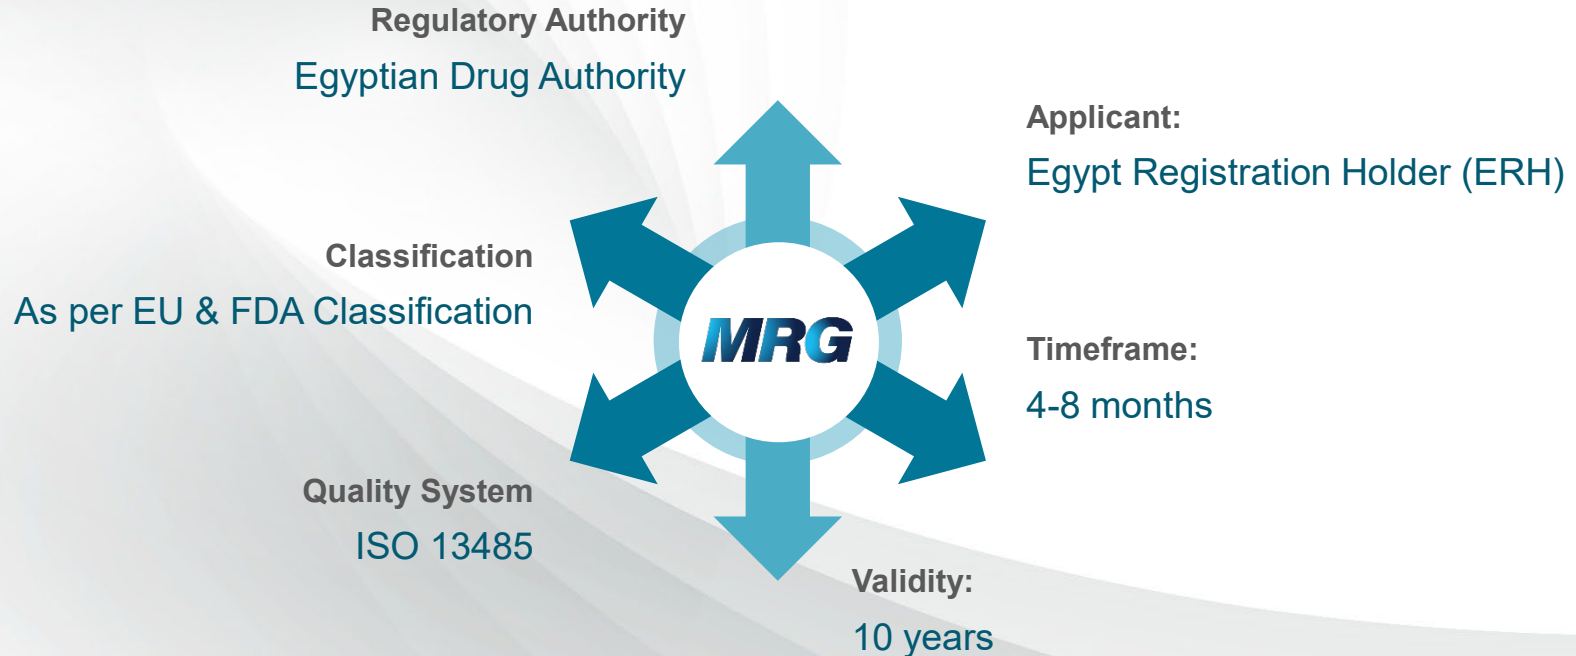 Regulatory Authority
Egyptian Drug Authority
Applicant:
Egypt Registration Holder (ERH)
Classification
As per EU & FDA Classification
MRG
Timeframe:
4-8 months
Quality System
ISO 13485
Validity:
10 years